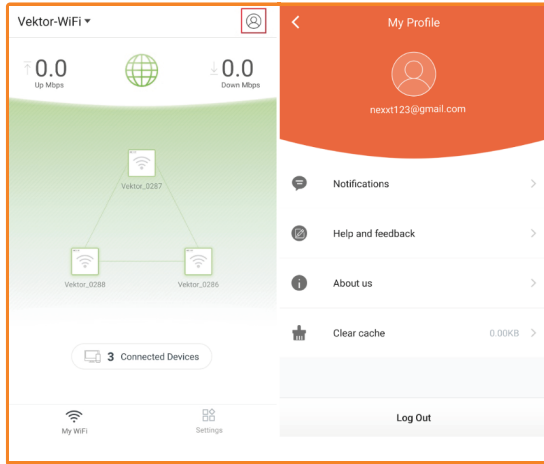 Vektor-WiFi
0.0
Up Mbps
0.0
Down Mbps
Vektor_0287
Vektor_0288
Vektor_0286
3 Connected Devices
My WiFi
Settings
My Profile
nexxt123@gmail.com
Notifications
Help and feedback
About us
Clear cache 0.00KB
Log Out